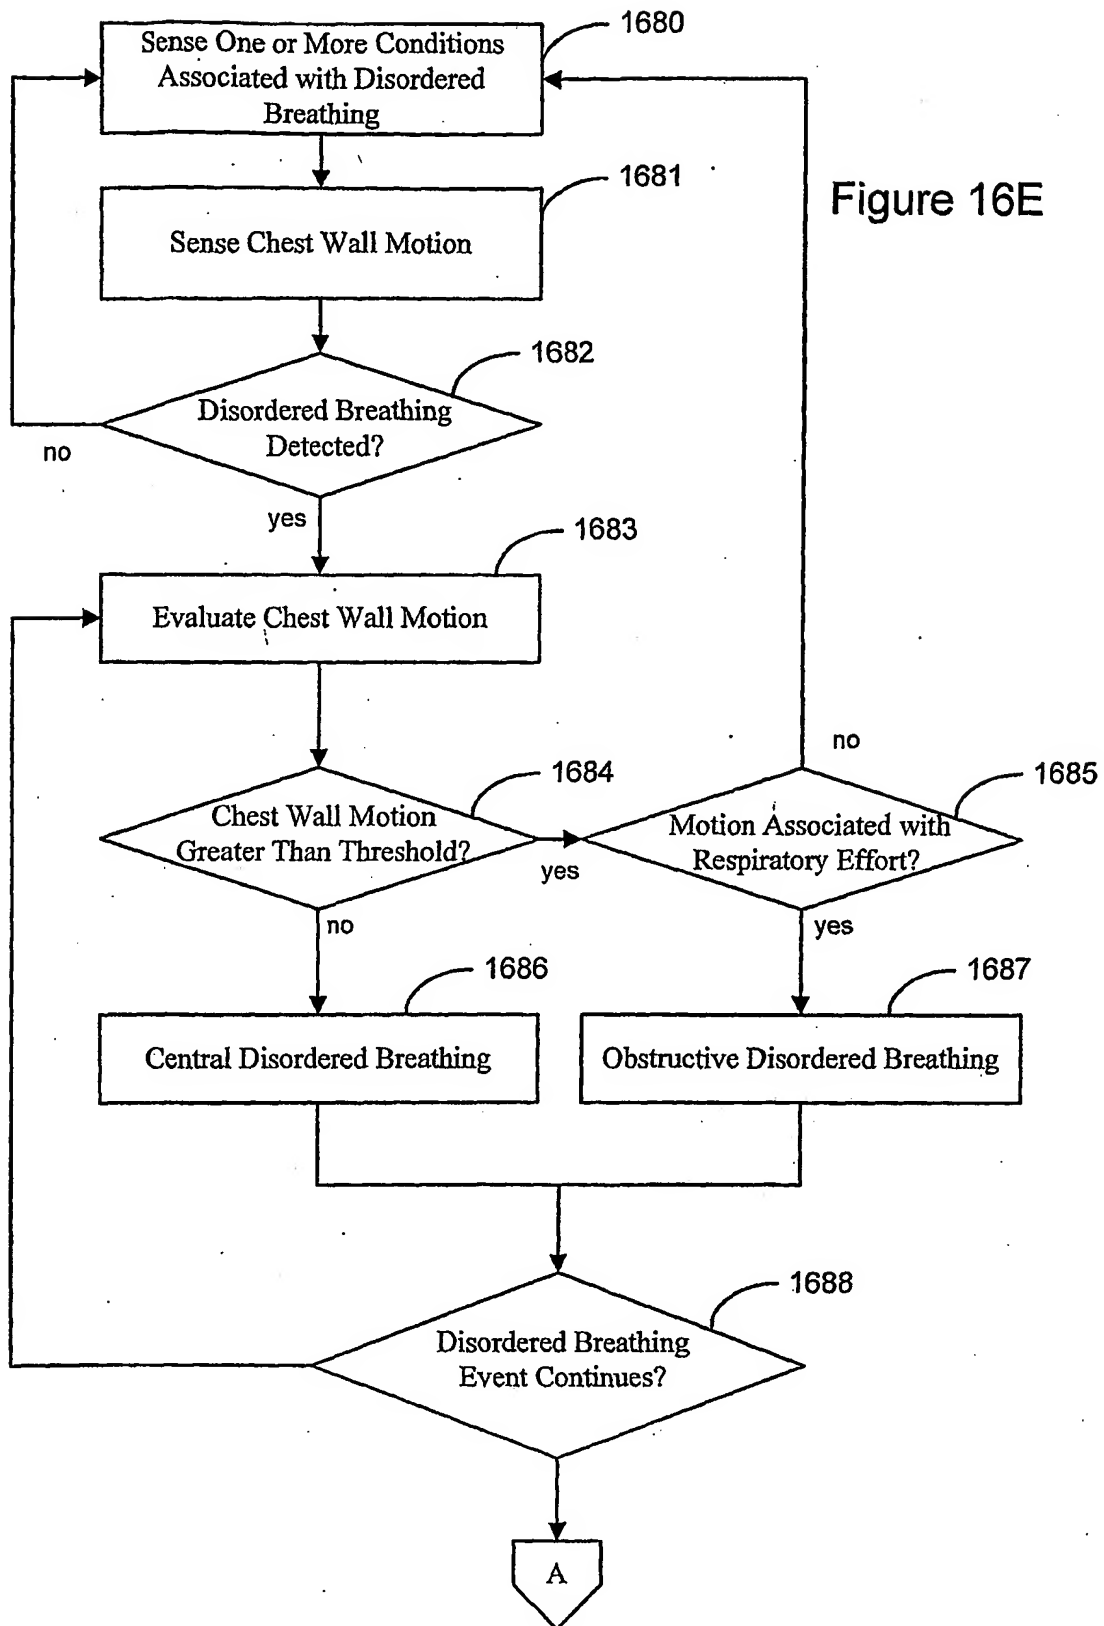 1680
Sense One or More Conditions
Associated with Disordered
Breathing
1681
Figure 16E
Sense Chest Wall Motion
1682
Disordered Breathing
Detected?
no
yes
1683
Evaluate Chest Wall Motion
no
1684
1685
Chest Wall Motion
Greater Than Threshold?
Motion Associated with
Respiratory Effort?
yes
no
yes
1686
1687
Central Disordered Breathing
Obstructive Disordered Breathing
1688
Disordered Breathing
Event Continues?
A